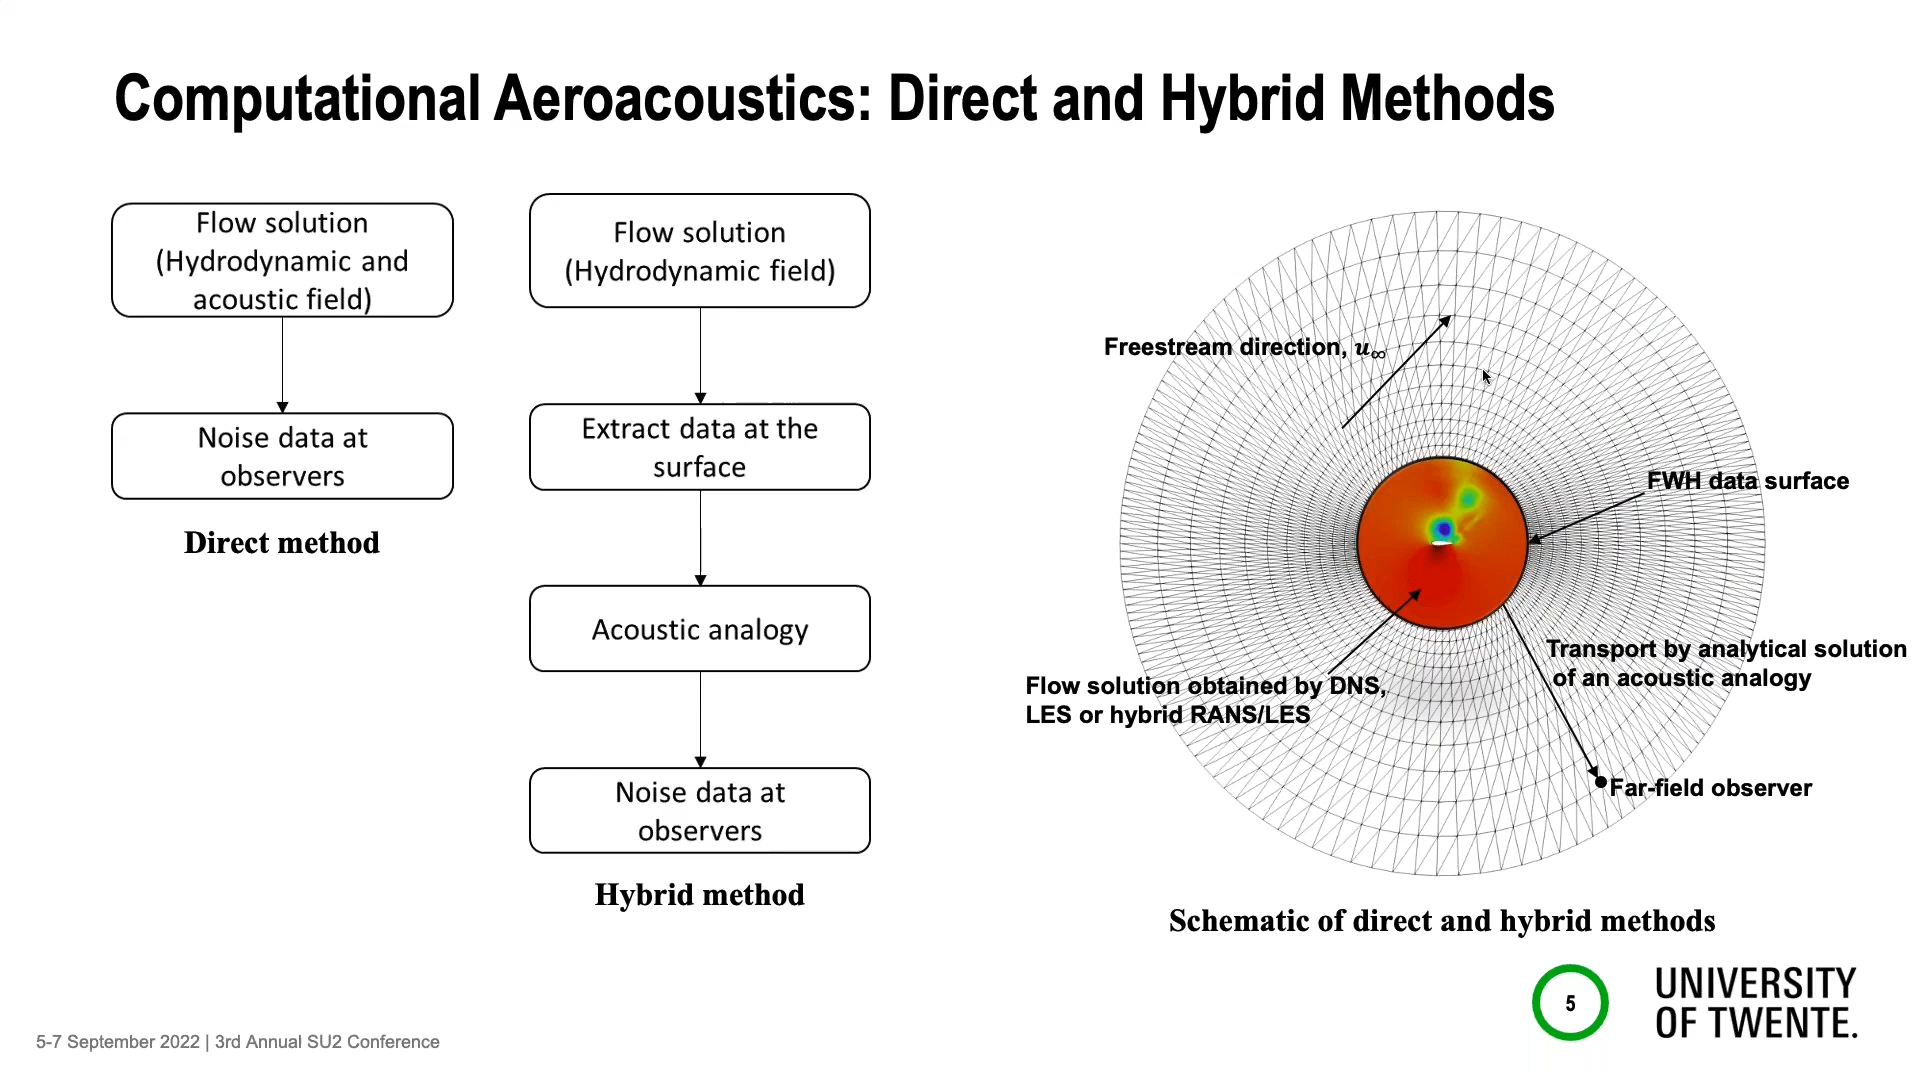 Computational Aeroacoustics: Direct and Hybrid Methods
Flow solution
(Hydrodynamic and
acoustic field)
Noise data at
observers
Direct method
Flow solution
(Hydrodynamic field)
Extract data at the
surface
Acoustic analogy
Noise data at
observers
Hybrid method
Freestream direction, u∞
FWH data surface
Transport by analytical solution
of an acoustic analogy
Flow solution obtained by DNS,
LES or hybrid RANS/LES
Far-field observer
Schematic of direct and hybrid methods
5
UNIVERSITY
OF TWENTE.
5-7 September 2022 | 3rd Annual SU2 Conference